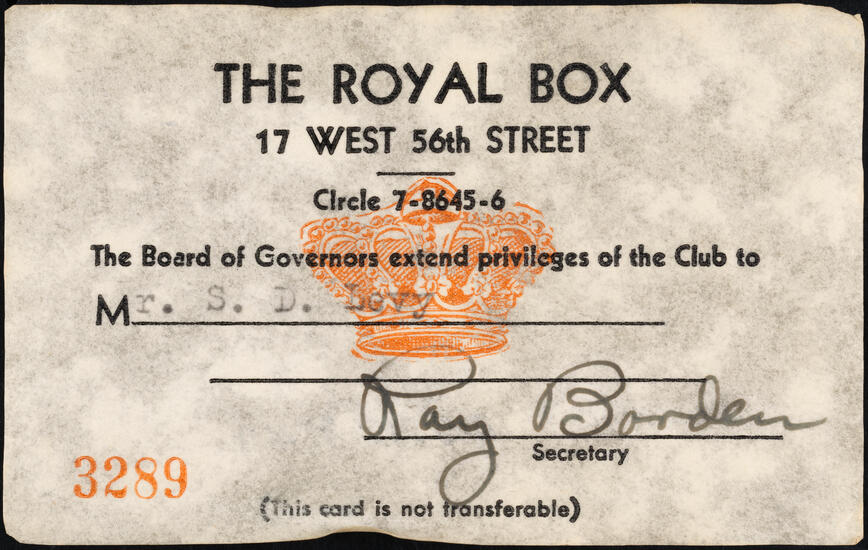 THE ROYAL BOX
17 WEST 56th STREET
CIrcle 7-8645-6
The Board of Governors extend privileges of the Club to
Mr. S. D. Levy
Ray Borden
Secretary
3289
(This card is not transferable)